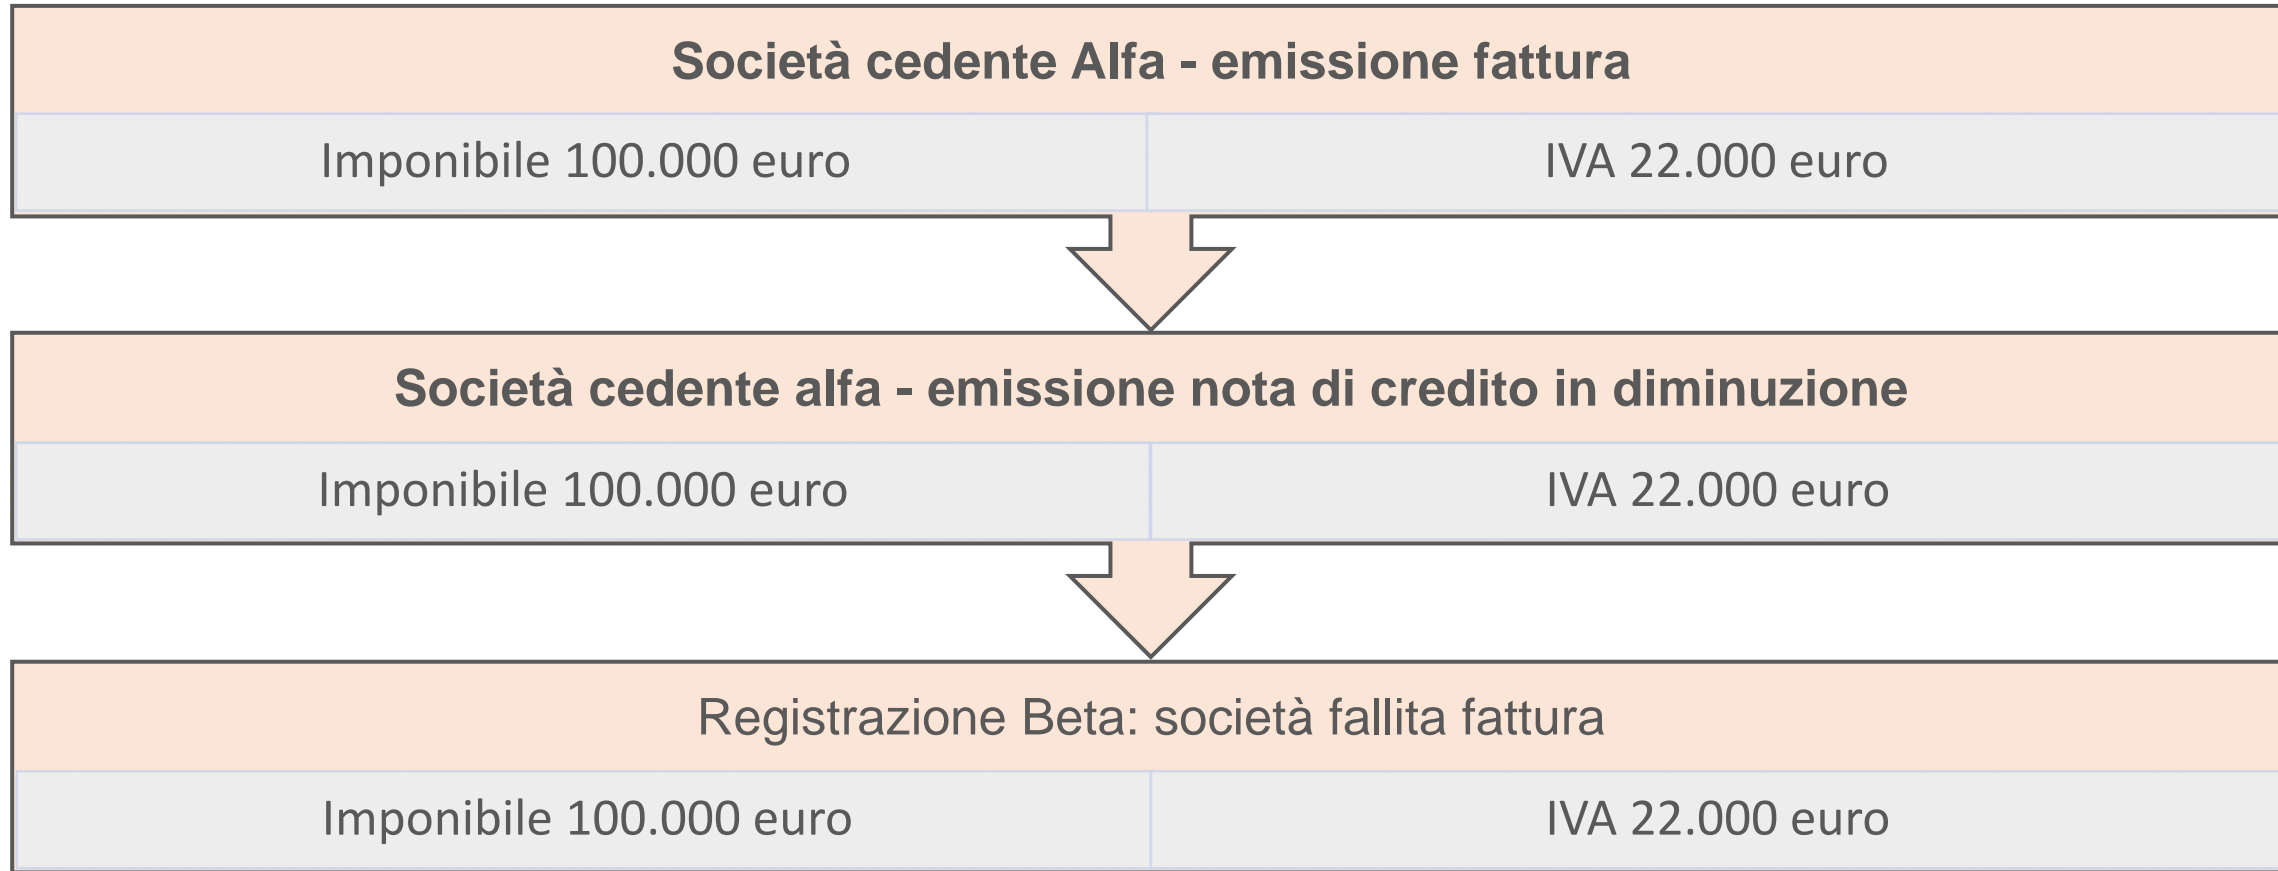 Società cedente Alfa - emissione fattura
Imponibile 100.000 euro
IVA 22.000 euro
Società cedente alfa - emissione nota di credito in diminuzione
Imponibile 100.000 euro
IVA 22.000 euro
Registrazione Beta: società fallita fattura
Imponibile 100.000 euro
IVA 22.000 euro